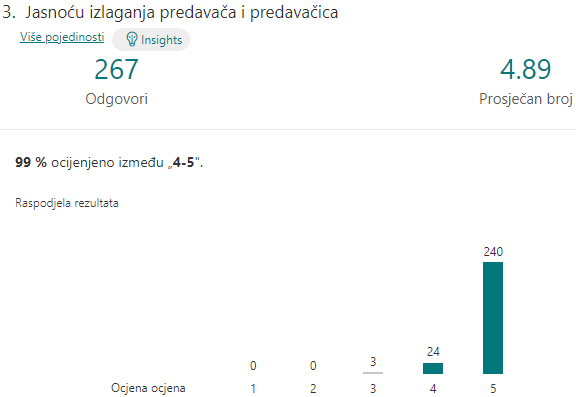 3. Jasnoću izlaganja predavača i predavačica
Više pojedinosti Insights
267 4.89
Odgovori Prosječan broj
99 % ocijenjeno između „4-5“.
Raspodjela rezultata
240
24
3
0 0
Ocjena ocjena 1 2 3 4 5